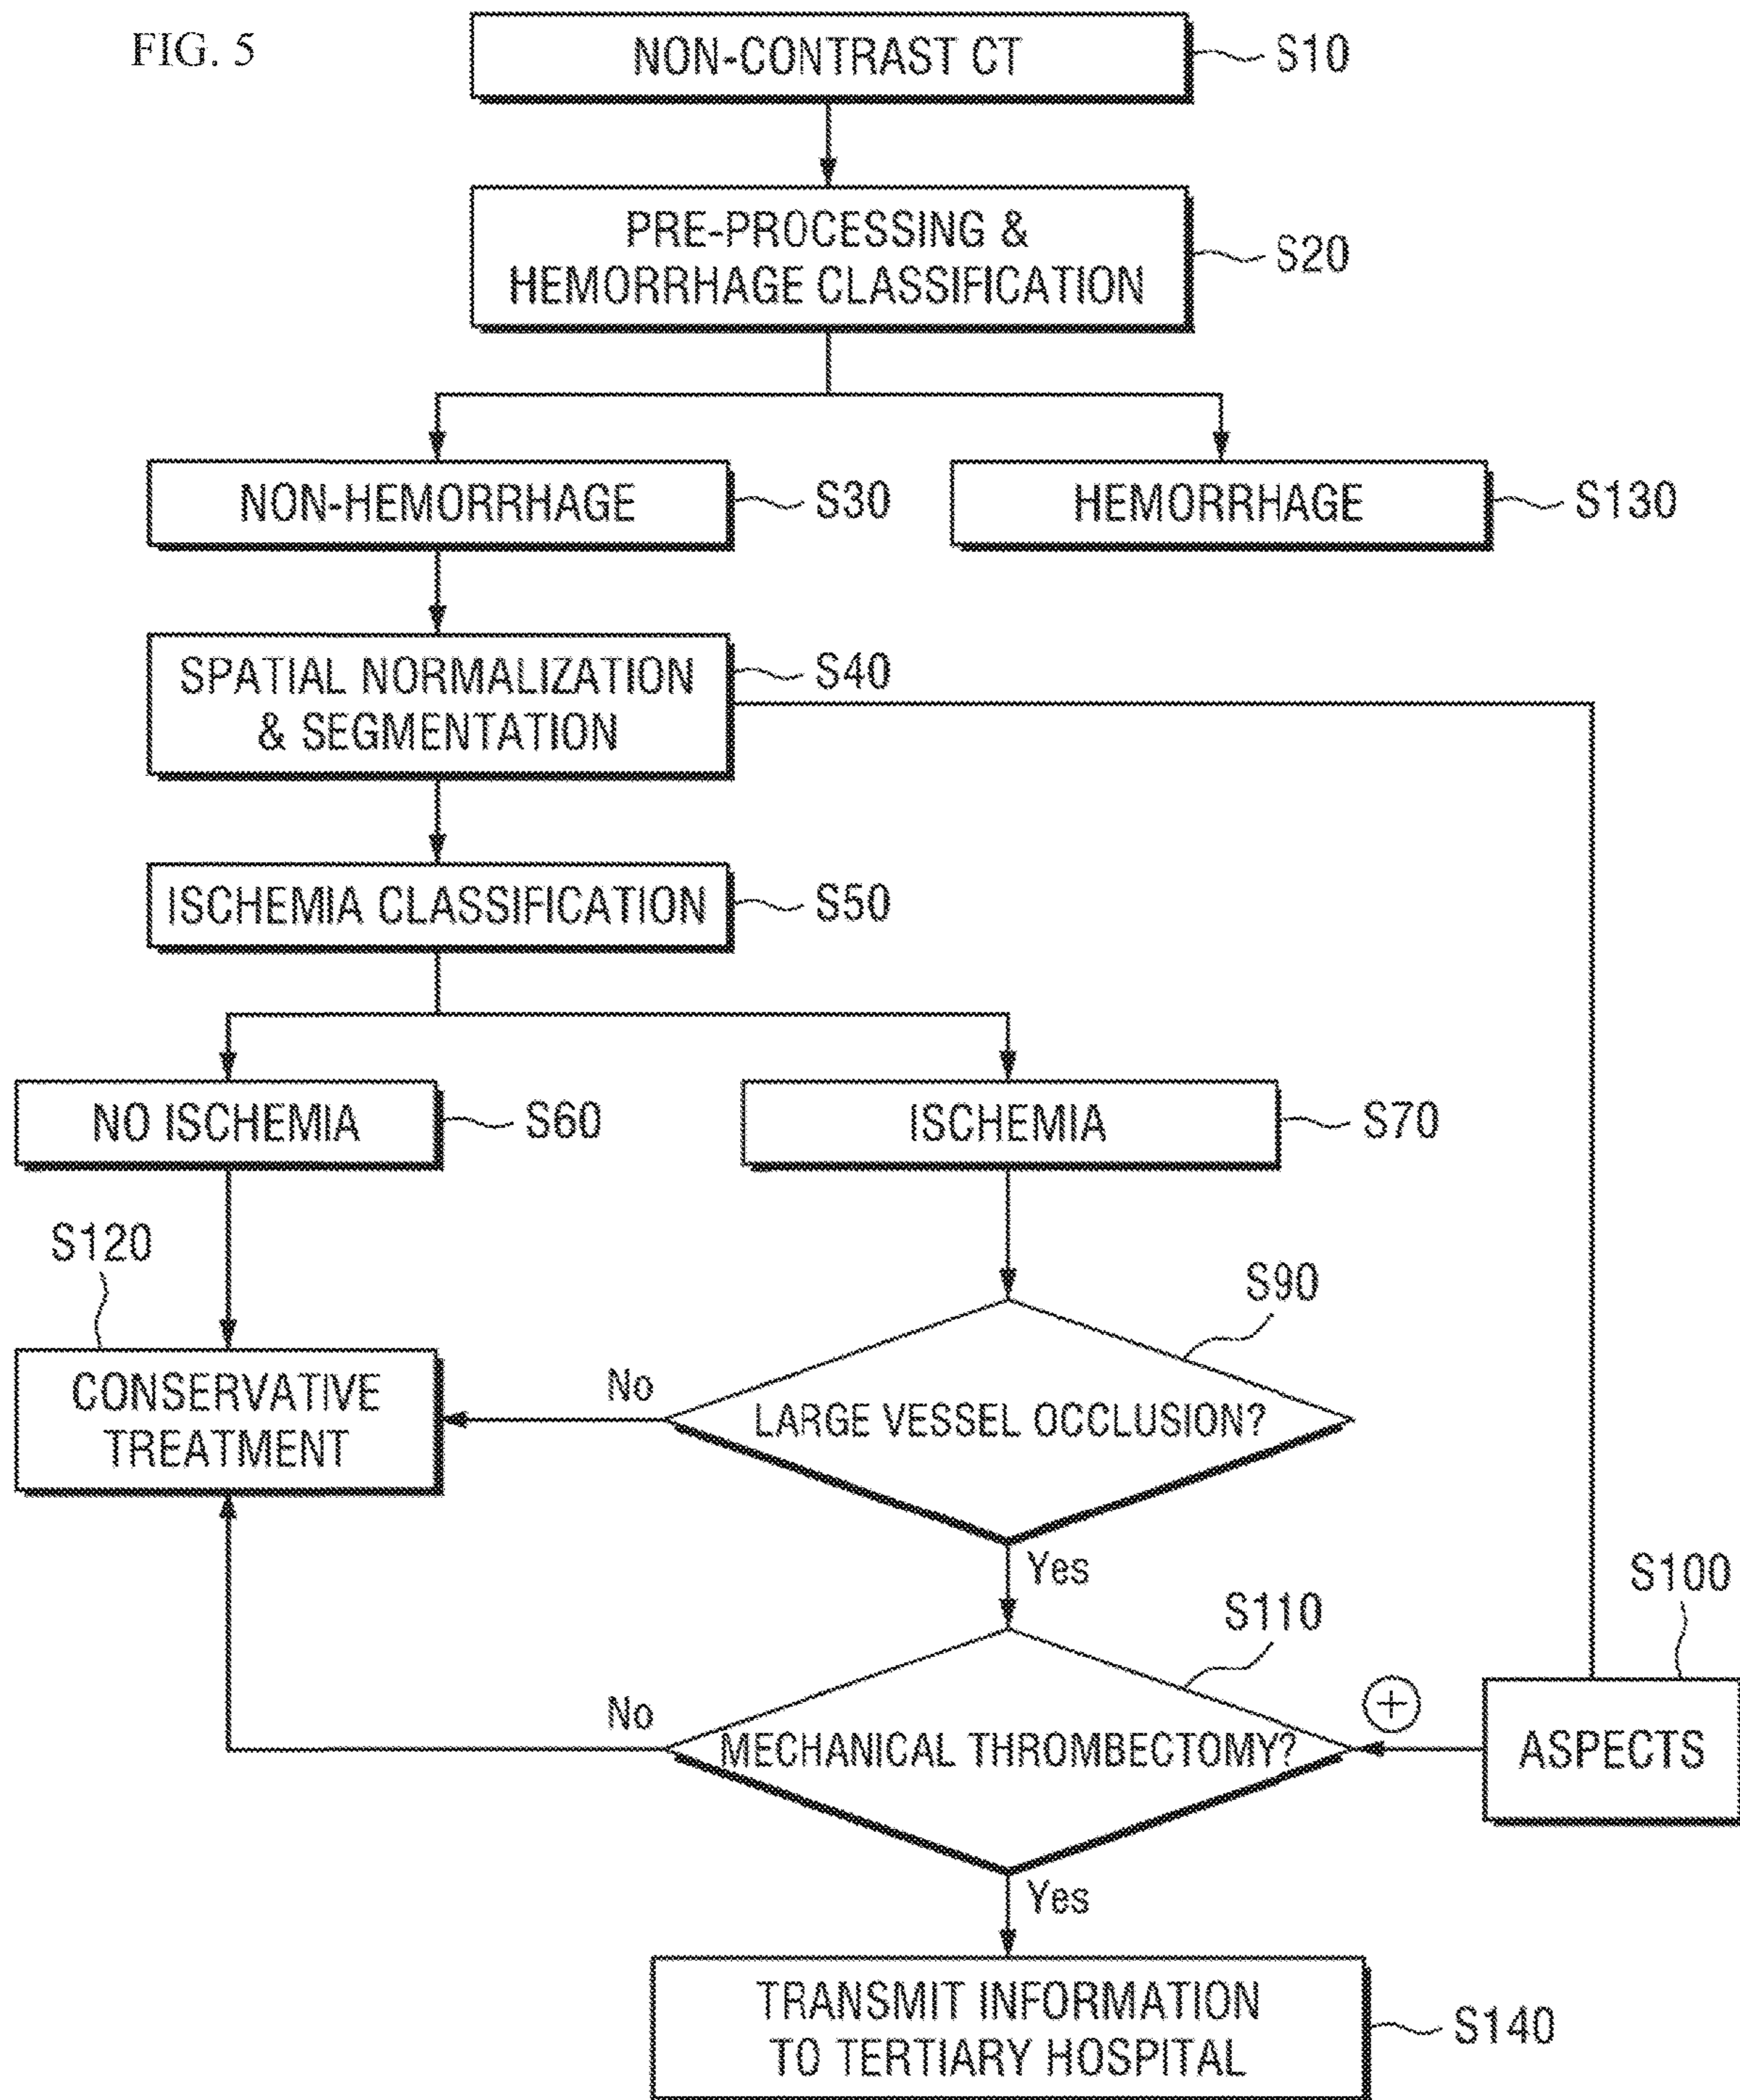 FIG. 5
NON-CONTRAST CT
S10
PRE-PROCESSING &
HEMORRHAGE CLASSIFICATION
S20
NON-HEMORRHAGE
S30
HEMORRHAGE
S130
SPATIAL NORMALIZATION
& SEGMENTATION
S40
ISCHEMIA CLASSIFICATION
S50
NO ISCHEMIA
S60
ISCHEMIA
S70
S120
CONSERVATIVE
TREATMENT
S90
No
LARGE VESSEL OCCLUSION?
Yes
S100
S110
No
MECHANICAL THROMBECTOMY?
+
ASPECTS
Yes
TRANSMIT INFORMATION
TO TERTIARY HOSPITAL
S140